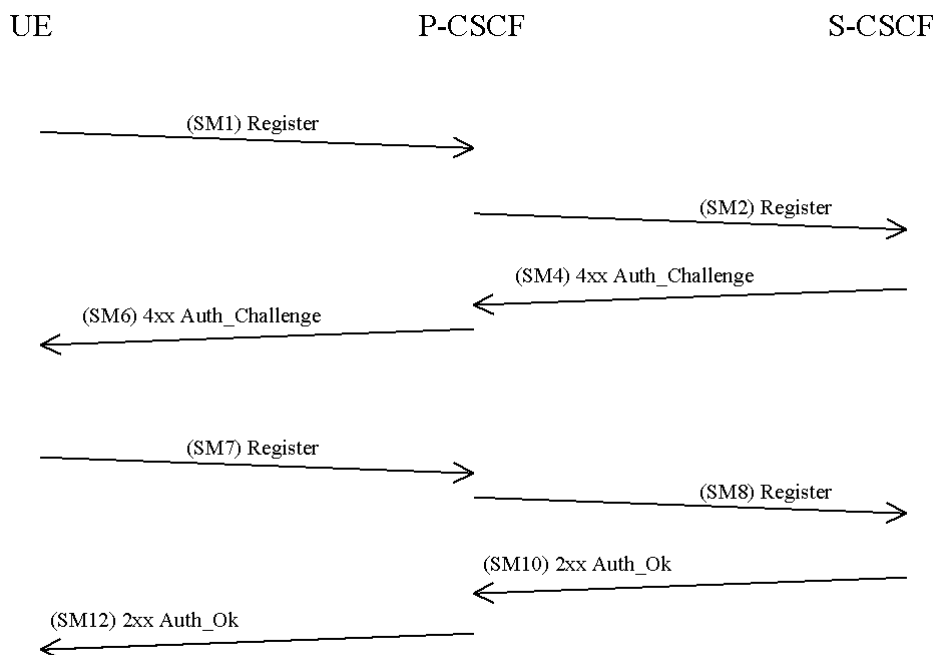 UE P-CSCF S-CSCF
(SM1) Register
(SM2) Register
(SM4) 4xx Auth_Challenge
(SM6) 4xx Auth_Challenge
(SM7) Register
(SM8) Register
(SM10) 2xx Auth_Ok
(SM12) 2xx Auth_Ok